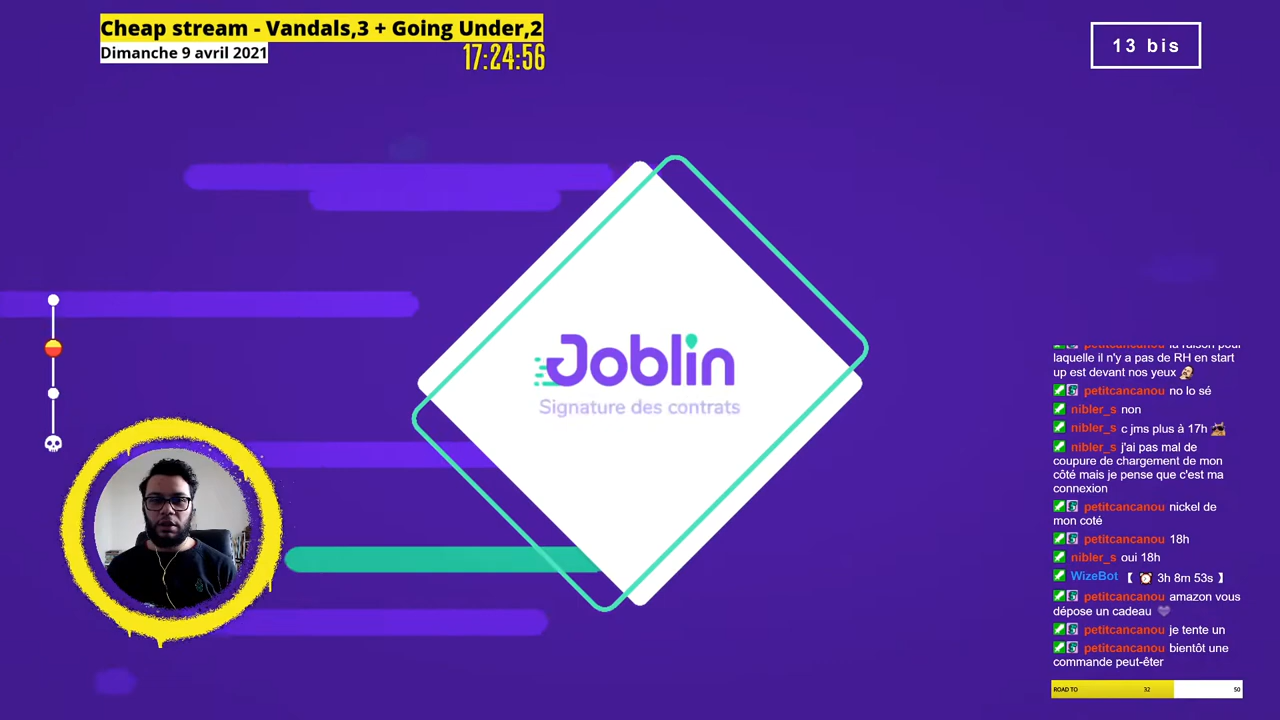 Cheap stream - Vandals,3 + Going Under,2
Dimanche 9 avril 2021
17:24:56
13 bis
Joblin
Signature des contrats
petitcancanou la raison pour
laquelle il n'y a pas de RH en start
up est devant nos yeux
petitcancanou no lo sé
nibler_s non
nibler_s c jms plus à 17h
nibler_s j'ai pas mal de
coupure de chargement de mon
côté mais je pense que c'est ma
connexion
petitcancanou nickel de
mon coté
petitcancanou 18h
nibler_s oui 18h
WizeBot 【 3h 8m 53s 】
petitcancanou amazon vous
dépose un cadeau
petitcancanou je tente un
petitcancanou bientôt une
commande peut-êter
ROAD TO 32 50